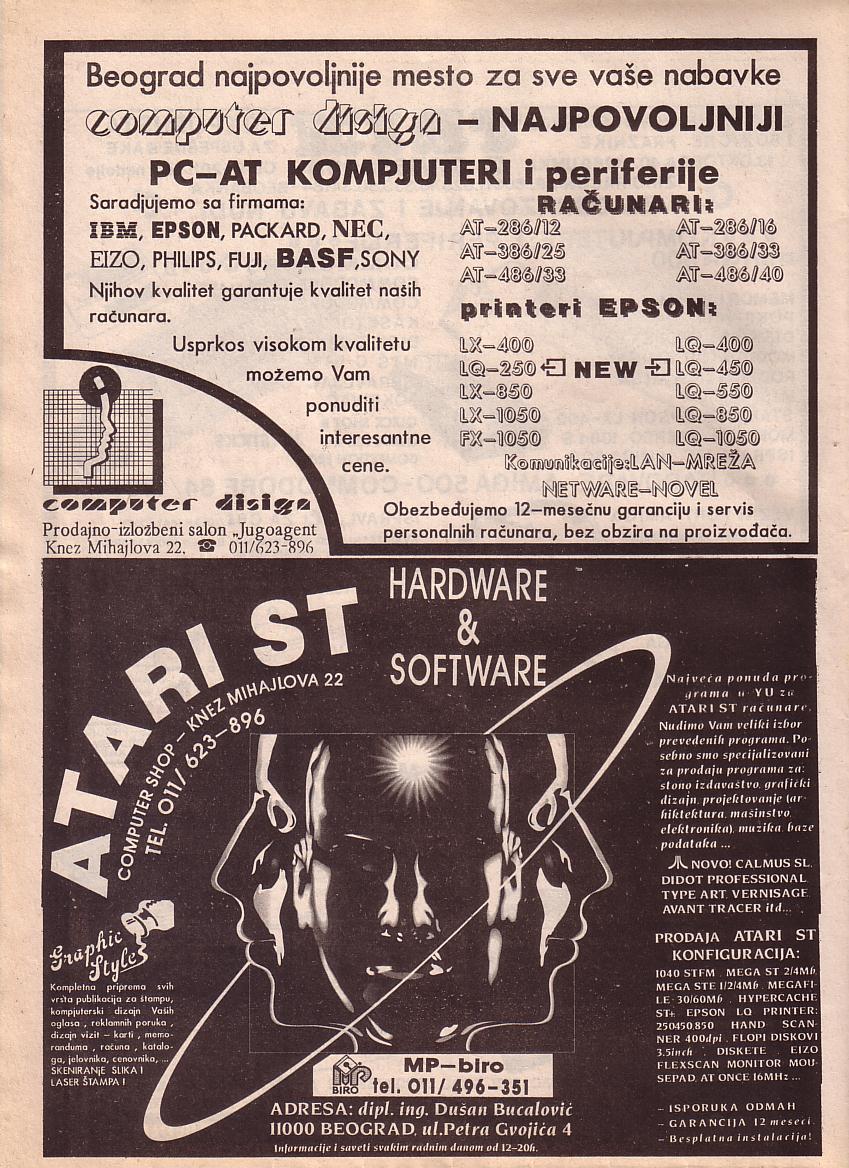 Beograd najpovoljnije mesto za sve vaše nabavke
computer disign – NAJPOVOLJNIJI
PC–AT KOMPJUTERI i periferije
Saradjujemo sa firmama:
IBM, EPSON, PACKARD, NEC,
EIZO, PHILIPS, FUJI, BASF,SONY
Njihov kvalitet garantuje kvalitet naših
računara.
Usprkos visokom kvalitetu
možemo Vam
ponuditi
interesantne
cene.
RAČUNARI:
AT–286/12 AT–286/16
AT–386/25 AT–386/33
AT–486/33 AT–486/40
printeri EPSON:
LX–400 LQ–400
LQ–250 NEW LQ–450
LX–850 LQ–550
LX–1050 LQ–850
FX–1050 LQ–1050
Komunikacije:LAN–MREŽA
NETWARE–NOVEL
Obezbeđujemo 12–mesečnu garanciju i servis
personalnih računara, bez obzira na proizvođača.
computer disign
Prodajno-izložbeni salon „Jugoagent
Knez Mihajlova 22, ☎ 011/623-896
ATARI ST
COMPUTER SHOP – KNEZ MIHAJLOVA 22
TEL. 011/ 623–896
HARDWARE
&
SOFTWARE
Najveća ponuda pro-
grama u YU za
ATARI ST računare.
Nudimo Vam veliki izbor
prevedenih programa. Po-
sebno smo specijalizovani
za prodaju programa za:
stono izdavaštvo, grafički
dizajn, projektovanje (ar-
hiktektura, mašinstvo,
elektronika), muzika, baze
podataka ...
NOVO! CALMUS SL,
DIDOT PROFESSIONAL
TYPE ART, VERNISAGE,
AVANT TRACER itd...
PRODAJA ATARI ST
KONFIGURACIJA:
1040 STFM , MEGA ST 2/4Mb,
MEGA STE 1/2/4Mb , MEGAFI-
LE 30/60Mb , HYPERCACHE
ST+, EPSON LQ PRINTER:
250,450,850 HAND SCAN-
NER 400dpi , FLOPI DISKOVI
3.5inch , DISKETE , EIZO
FLEXSCAN MONITOR MOU-
SEPAD, AT ONCE 16MHz ...
– ISPORUKA ODMAH
– GARANCIJA 12 meseci
– Besplatna instalacija!
Graphic
Style
Kompletna priprema svih
vrsta publikacija za štampu,
kompjuterski dizajn Vaših
oglasa , reklamnih poruka ,
dizajn vizit – karti , memo-
randuma , računa , katalo-
ga, jelovnika, cenovnika, ...
SKENIRANJE SLIKA I
LASER ŠTAMPA !
MP
BIRO
MP–biro
tel. 011/ 496–351
ADRESA: dipl. ing. Dušan Bucalović
11000 BEOGRAD, ul.Petra Gvojića 4
Informacije i saveti svakim radnim danom od 12–20h.